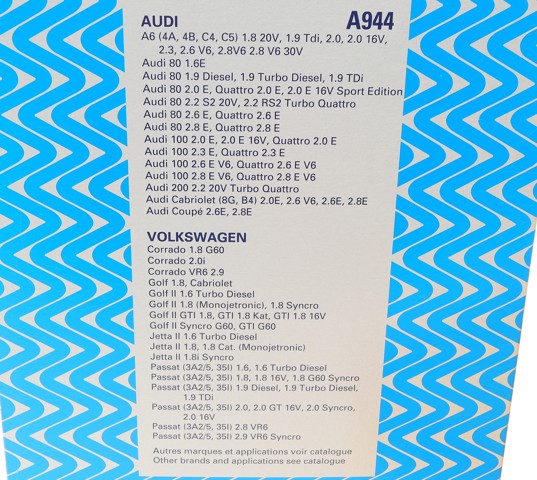 AUDI A944
A6 (4A, 4B, C4, C5) 1.8 20V, 1.9 Tdi, 2.0, 2.0 16V,
2.3, 2.6 V6, 2.8V6 2.8 V6 30V
Audi 80 1.6E
Audi 80 1.9 Diesel, 1.9 Turbo Diesel, 1.9 TDi
Audi 80 2.0 E, Quattro 2.0 E, 2.0 E 16V Sport Edition
Audi 80 2.2 S2 20V, 2.2 RS2 Turbo Quattro
Audi 80 2.6 E, Quattro 2.6 E
Audi 80 2.8 E, Quattro 2.8 E
Audi 100 2.0 E, 2.0 E 16V, Quattro 2.0 E
Audi 100 2.3 E, Quattro 2.3 E
Audi 100 2.6 E V6, Quattro 2.6 E V6
Audi 100 2.8 E V6, Quattro 2.8 E V6
Audi 200 2.2 20V Turbo Quattro
Audi Cabriolet (8G, B4) 2.0E, 2.6 V6, 2.6E, 2.8E
Audi Coupé 2.6E, 2.8E
VOLKSWAGEN
Corrado 1.8 G60
Corrado 2.0i
Corrado VR6 2.9
Golf 1.8, Cabriolet
Golf II 1.6 Turbo Diesel
Golf II 1.8 (Monojetronic), 1.8 Syncro
Golf II GTI 1.8, GTI 1.8 Kat, GTI 1.8 16V
Golf II Syncro G60, GTI G60
Jetta II 1.6 Turbo Diesel
Jetta II 1.8, 1.8 Cat. (Monojetronic)
Jetta II 1.8i Syncro
Passat (3A2/5, 35I) 1.6, 1.6 Turbo Diesel
Passat (3A2/5, 35I) 1.8, 1.8 16V, 1.8 G60 Syncro
Passat (3A2/5, 35I) 1.9 Diesel, 1.9 Turbo Diesel,
1.9 TDi
Passat (3A2/5, 35I) 2.0, 2.0 GT 16V, 2.0 Syncro,
2.0 16V
Passat (3A2/5, 35I) 2.8 VR6
Passat (3A2/5, 35I) 2.9 VR6 Syncro
Autres marques et applications voir catalogue
Other brands and applications see catalogue